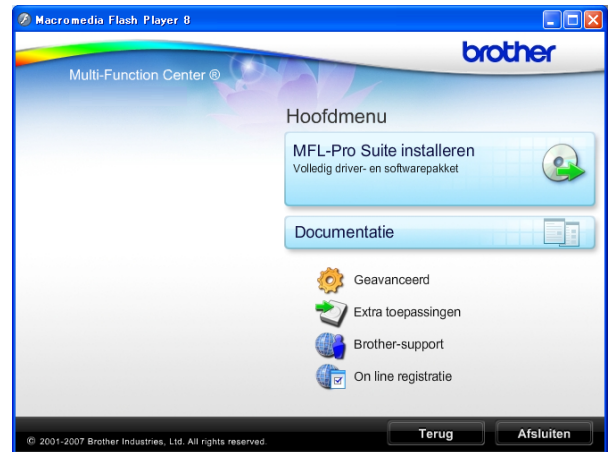 Macromedia Flash Player 8
brother
Multi-Function Center ®
Hoofdmenu
MFL-Pro Suite installeren
Volledig driver- en softwarepakket
Documentatie
Geavanceerd
Extra toepassingen
Brother-support
On line registratie
Terug
Afsluiten
© 2001-2007 Brother Industries, Ltd. All rights reserved.